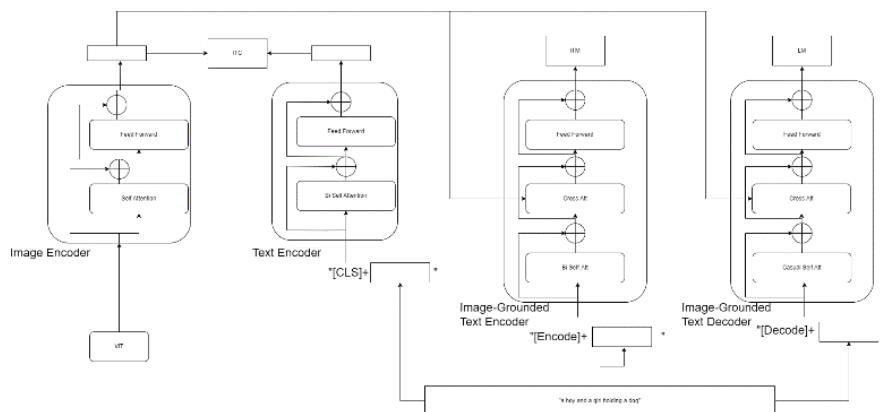 ITC
ITM
LM
Feed Forward
Feed Forward
Feed Forward
Feed Forward
Self Attention
Bi Self Attention
Cross Att
Cross Att
Image Encoder
Text Encoder
Bi Self Att
Casual Self Att
"[CLS]+ "
Image-Grounded
Text Encoder
Image-Grounded
Text Decoder
"[Encode]+ "
"[Decode]+
ViT
"a boy and a girl holding a dog"